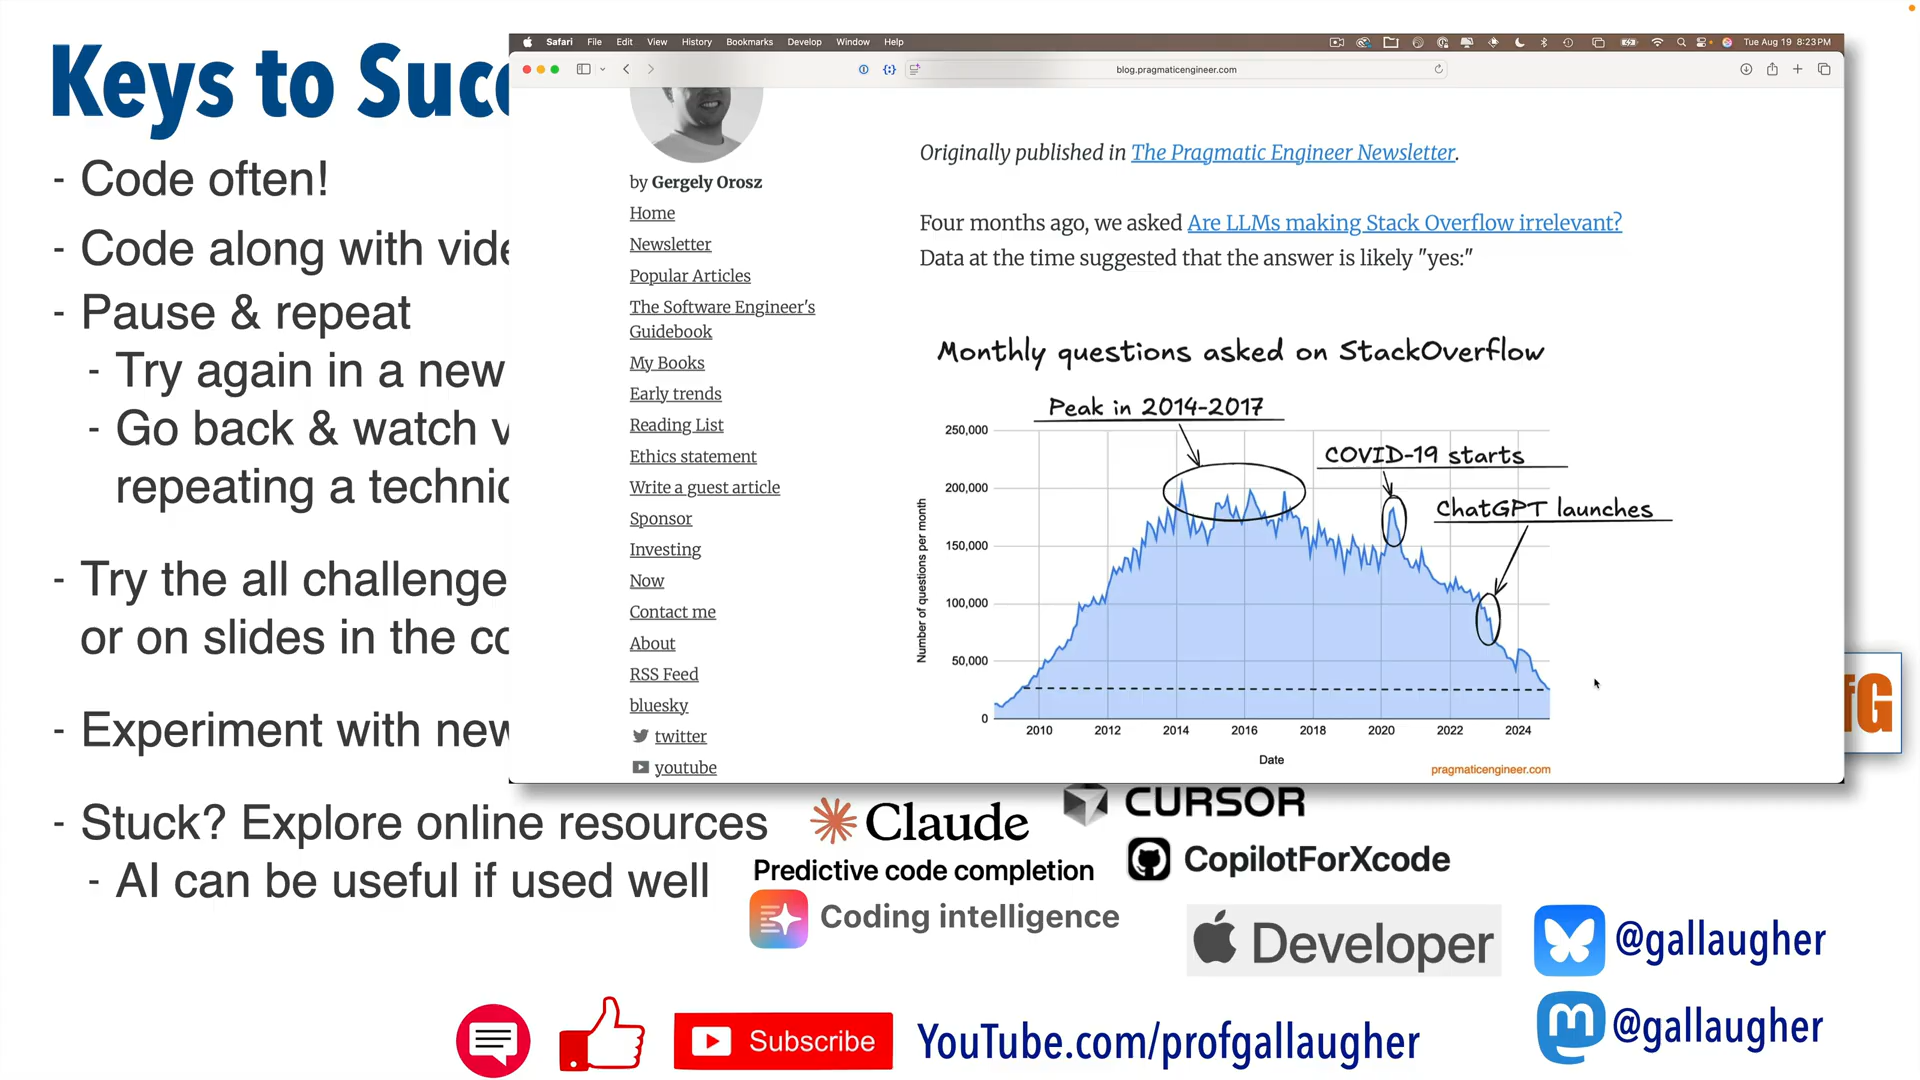 Keys to Succ
- Code often!
- Code along with vide
- Pause & repeat
- Try again in a new
- Go back & watch v
repeating a technic
- Try the all challenge
or on slides in the co
- Experiment with new
- Stuck? Explore online resources
- AI can be useful if used well
Safari File Edit View History Bookmarks Develop Window Help
Tue Aug 19 8:23 PM
blog.pragmaticengineer.com
by Gergely Orosz
Home
Newsletter
Popular Articles
The Software Engineer's
Guidebook
My Books
Early trends
Reading List
Ethics statement
Write a guest article
Sponsor
Investing
Now
Contact me
About
RSS Feed
bluesky
twitter
youtube
Originally published in The Pragmatic Engineer Newsletter.
Four months ago, we asked Are LLMs making Stack Overflow irrelevant?
Data at the time suggested that the answer is likely "yes:"
Monthly questions asked on StackOverflow
Peak in 2014-2017
COVID-19 starts
ChatGPT launches
Number of questions per month
250,000
200,000
150,000
100,000
50,000
0
2010 2012 2014 2016 2018 2020 2022 2024
Date
pragmaticengineer.com
fG
Claude
CURSOR
Predictive code completion
CopilotForXcode
Coding intelligence
Developer
@gallaugher
@gallaugher
Subscribe
YouTube.com/profgallaugher